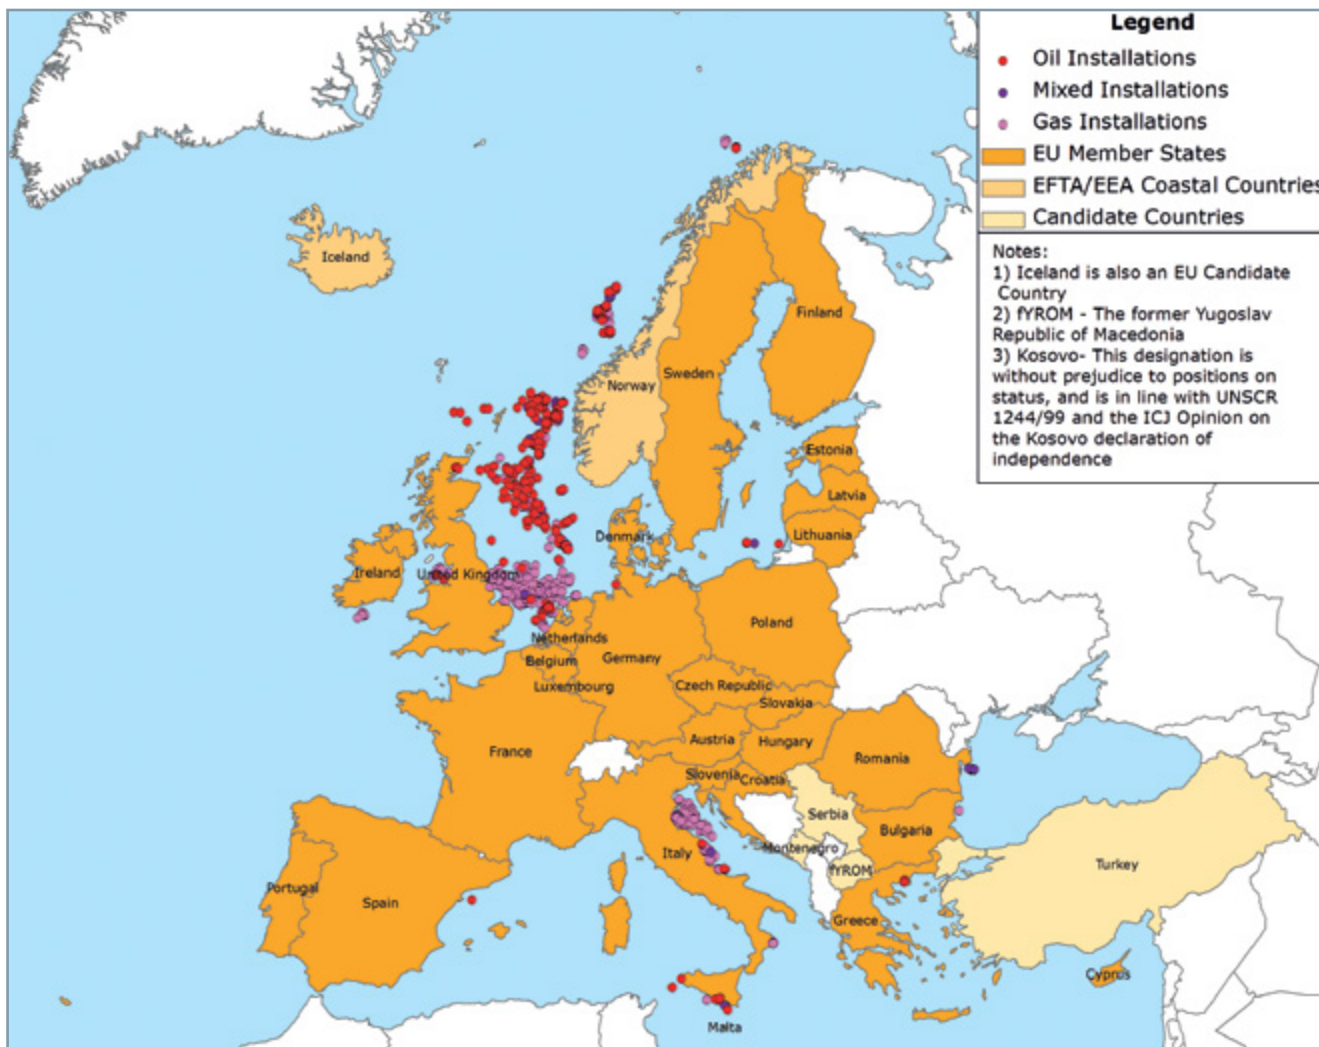 Legend
Oil Installations
Mixed Installations
Gas Installations
EU Member States
EFTA/EEA Coastal Countries
Candidate Countries
Notes:
1) Iceland is also an EU Candidate
Country
2) fYROM - The former Yugoslav
Republic of Macedonia
3) Kosovo- This designation is
without prejudice to positions on
status, and is in line with UNSCR
1244/99 and the ICJ Opinion on
the Kosovo declaration of
independence
Iceland
Finland
Norway
Sweden
Estonia
Latvia
Lithuania
Denmark
Ireland
United Kingdom
Netherlands
Poland
Belgium
Germany
Luxembourg
Czech Republic
Slovakia
France
Austria
Hungary
Romania
Slovenia
Croatia
Serbia
Bulgaria
Montenegro
Italy
fYROM
Turkey
Portugal
Spain
Greece
Cyprus
Malta